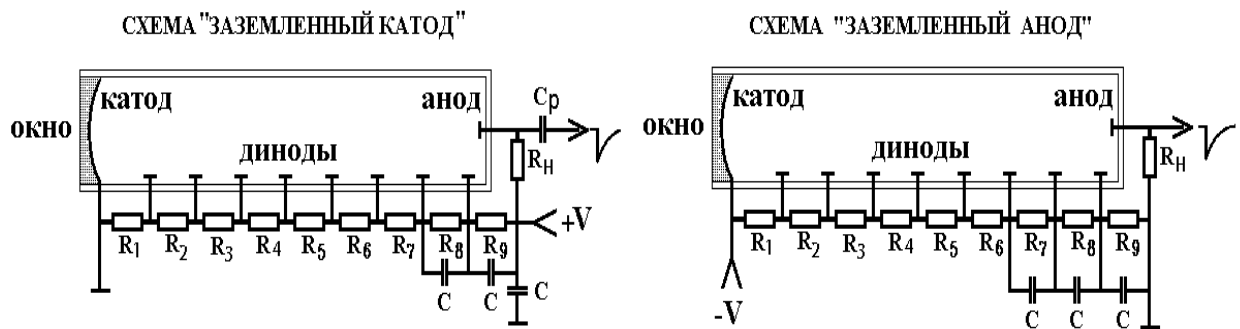 СХЕМА "ЗАЗЕМЛЕННЫЙ КАТОД"
катод
анод
окно
диноды
Cр
RН
+V
R1 R2 R3 R4 R5 R6 R7 R8 R9
C C C
СХЕМА "ЗАЗЕМЛЕННЫЙ АНОД"
катод
анод
окно
диноды
RН
R1 R2 R3 R4 R5 R6 R7 R8 R9
-V
C C C